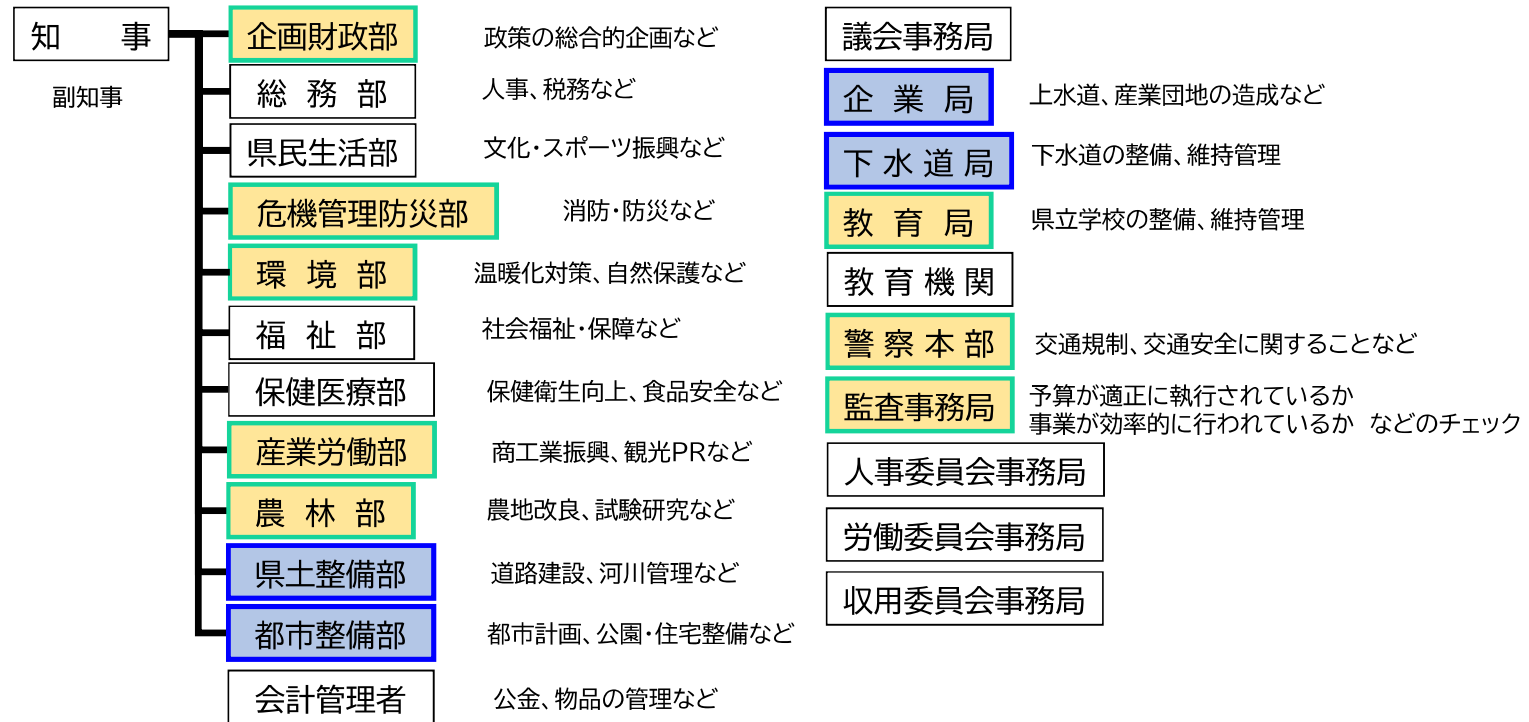 知　事
副知事
企画財政部
政策の総合的企画など
総 務 部
人事、税務など
県民生活部
文化・スポーツ振興など
危機管理防災部
消防・防災など
環 境 部
温暖化対策、自然保護など
福 祉 部
社会福祉・保障など
保健医療部
保健衛生向上、食品安全など
産業労働部
商工業振興、観光PRなど
農 林 部
農地改良、試験研究など
県土整備部
道路建設、河川管理など
都市整備部
都市計画、公園・住宅整備など
会計管理者
公金、物品の管理など
議会事務局
企 業 局
上水道、産業団地の造成など
下 水 道 局
下水道の整備、維持管理
教 育 局
県立学校の整備、維持管理
教 育 機 関
警 察 本 部
交通規制、交通安全に関することなど
監査事務局
予算が適正に執行されているか
事業が効率的に行われているか などのチェック
人事委員会事務局
労働委員会事務局
収用委員会事務局